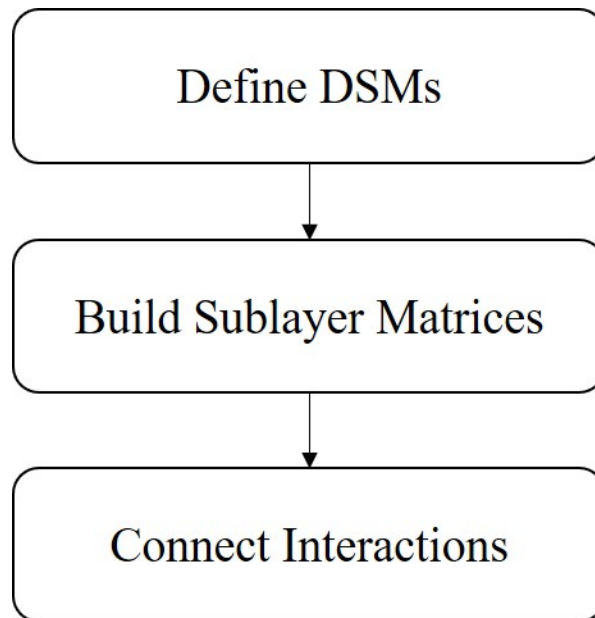 Define DSMs
Build Sublayer Matrices
Connect Interactions